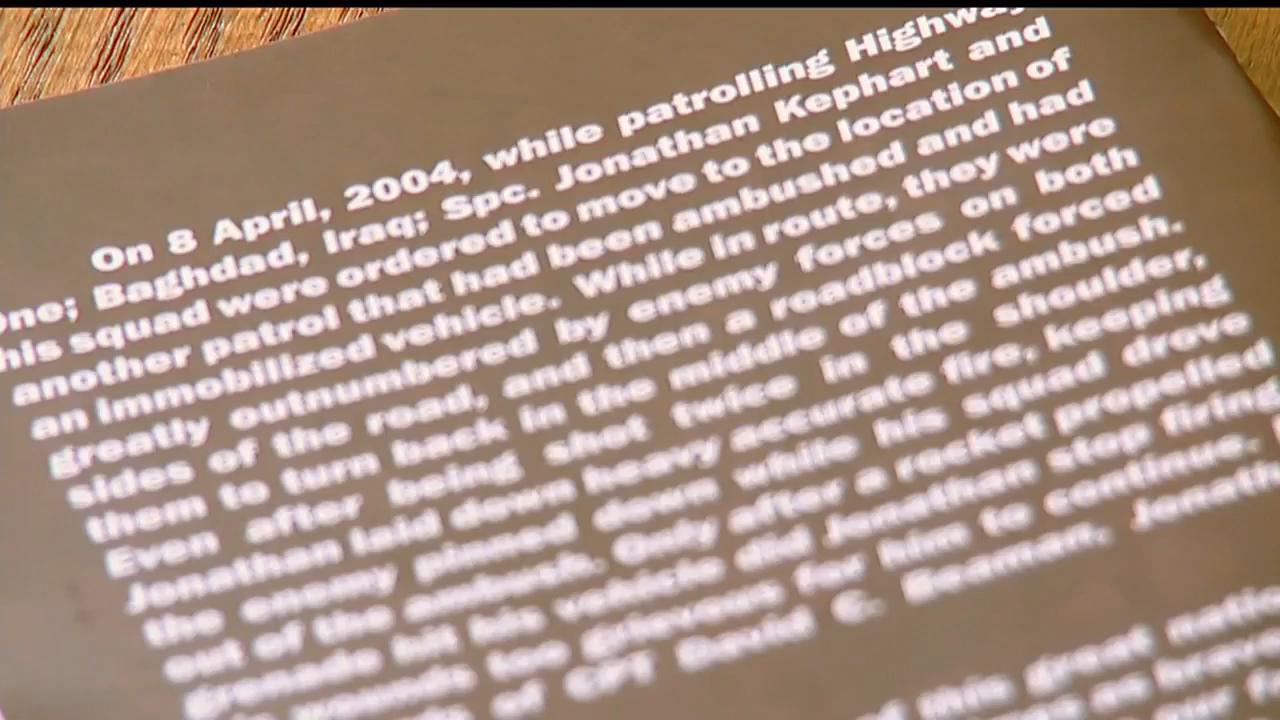 On 8 April, 2004, while patrolling Highway
one; Baghdad, Iraq; Spc. Jonathan Kephart and
his squad were ordered to move to the location of
another patrol that had been ambushed and had
an immobilized vehicle. While in route, they were
greatly outnumbered by enemy forces on both
sides of the road, and then a roadblock forced
them to turn back in the middle of the ambush.
Even after being shot twice in the shoulder,
Jonathan laid down heavy accurate fire, keeping
the enemy pinned down while his squad drove
out of the ambush. Only after a rocket propelled
grenade hit his vehicle did Jonathan stop firing
wounds too grievous for him to continue.
of CPT David C. Seaman, Jonath
of this great natio
as brave